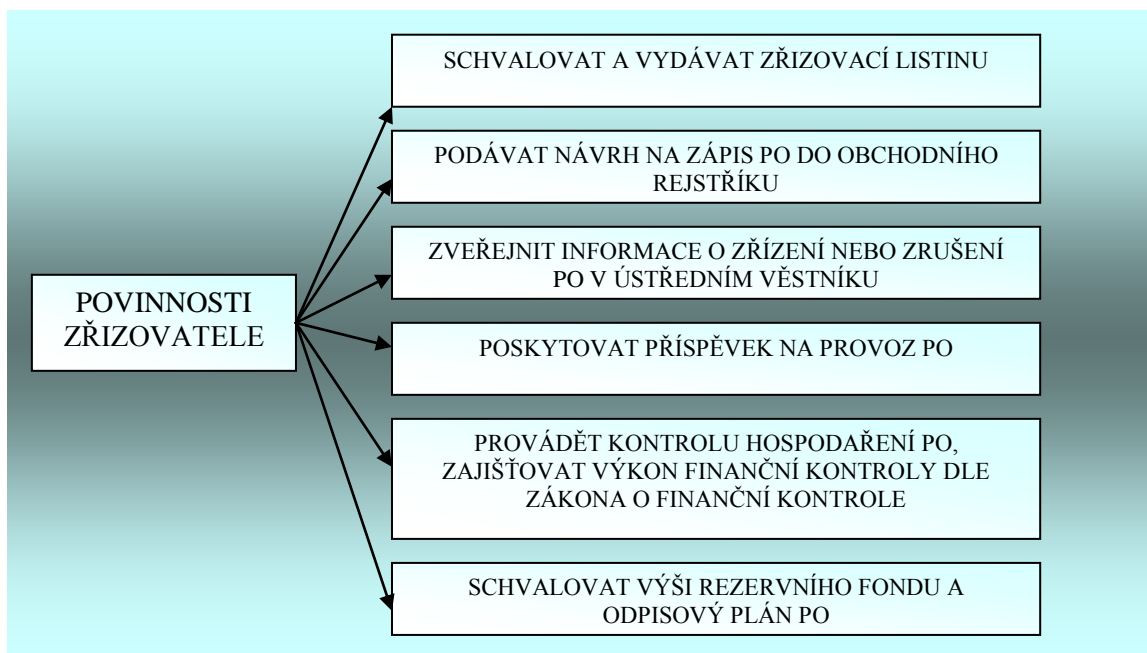 SCHVALOVAT A VYDÁVAT ZŘIZOVACÍ LISTINU
PODÁVAT NÁVRH NA ZÁPIS PO DO OBCHODNÍHO
REJSTŘÍKU
ZVEŘEJNIT INFORMACE O ZŘÍZENÍ NEBO ZRUŠENÍ
PO V ÚSTŘEDNÍM VĚSTNÍKU
POVINNOSTI
ZŘIZOVATELE
POSKYTOVAT PŘÍSPĚVEK NA PROVOZ PO
PROVÁDĚT KONTROLU HOSPODAŘENÍ PO,
ZAJIŠŤOVAT VÝKON FINANČNÍ KONTROLY DLE
ZÁKONA O FINANČNÍ KONTROLE
SCHVALOVAT VÝŠI REZERVNÍHO FONDU A
ODPISOVÝ PLÁN PO